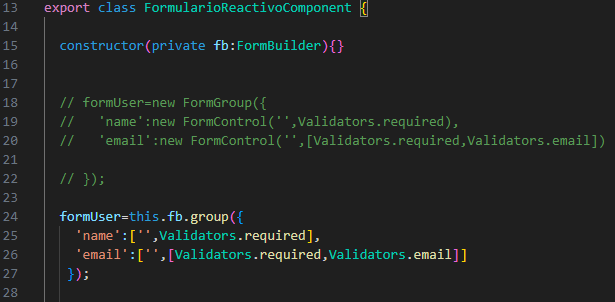 13 export class FormularioReactivoComponent {
14
15 constructor(private fb:FormBuilder){}
16
17
18 // formUser=new FormGroup({
19 //   'name':new FormControl('',Validators.required),
20 //   'email':new FormControl('',[Validators.required,Validators.email])
21
22 // });
23
24 formUser=this.fb.group({
25   'name':['',Validators.required],
26   'email':['',[Validators.required,Validators.email]]
27  });
28